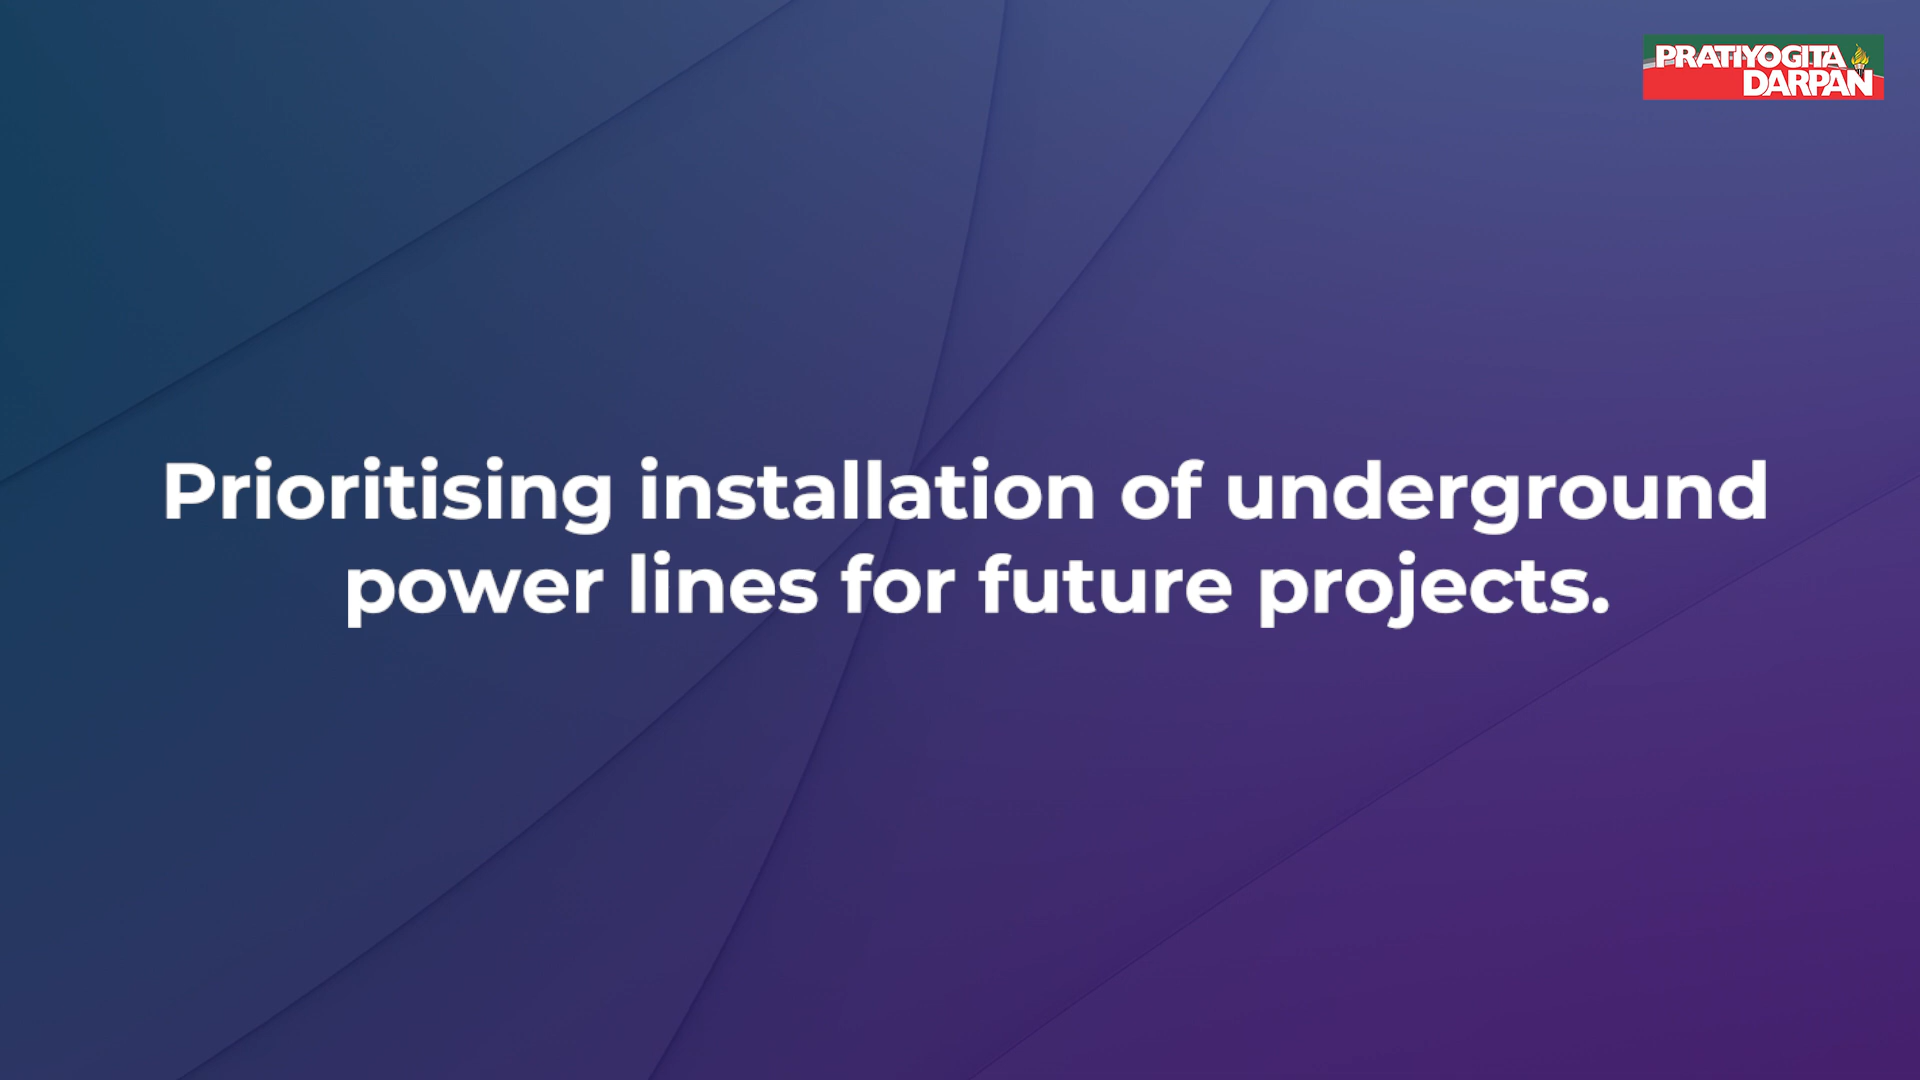 PRATIYOGITA
DARPAN
Prioritising installation of underground
power lines for future projects.